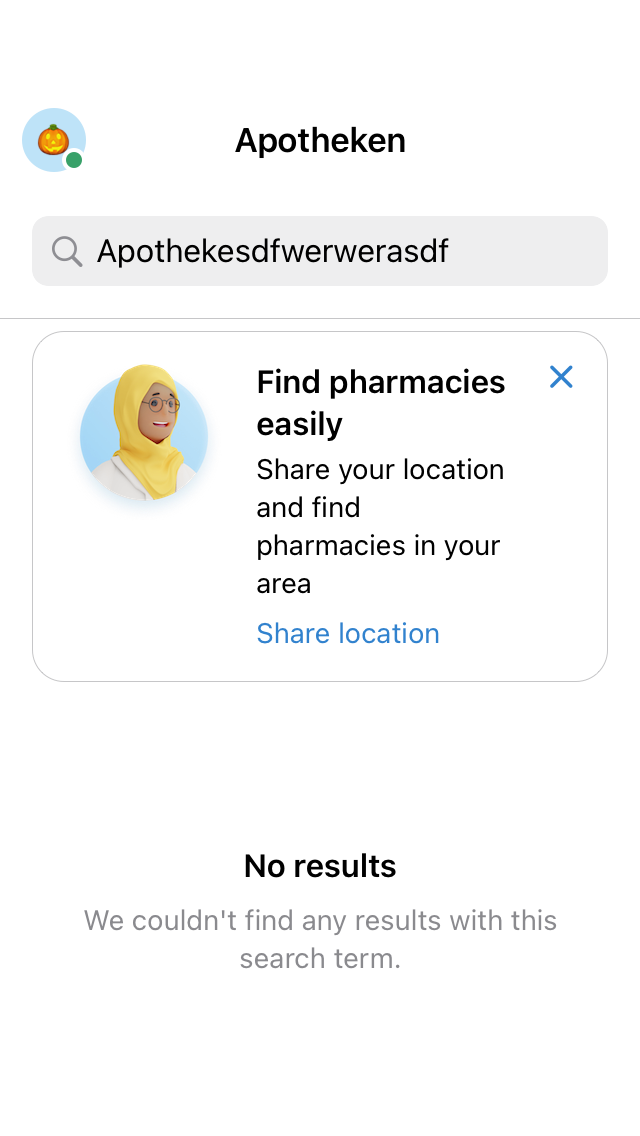 Apotheken
Apothekesdfwerwerasdf
Find pharmacies
easily
Share your location
and find
pharmacies in your
area
Share location
No results
We couldn't find any results with this
search term.